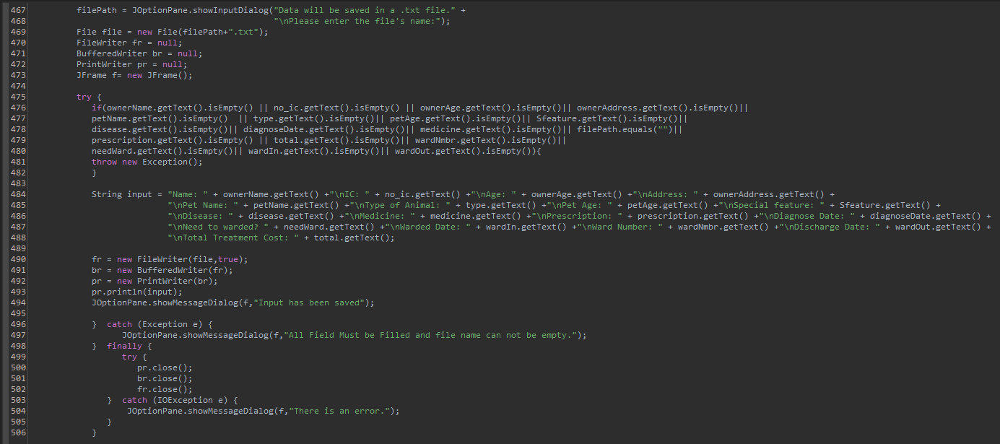 467 filePath = JOptionPane.showInputDialog("Data will be saved in a .txt file." +
468 "\nPlease enter the file's name:");
469 File file = new File(filePath+".txt");
470 FileWriter fr = null;
471 BufferedWriter br = null;
472 PrintWriter pr = null;
473 JFrame f= new JFrame();
474
475 try {
476 if(ownerName.getText().isEmpty() || no_ic.getText().isEmpty() || ownerAge.getText().isEmpty()|| ownerAddress.getText().isEmpty()||
477 petName.getText().isEmpty()  || type.getText().isEmpty()|| petAge.getText().isEmpty()|| Sfeature.getText().isEmpty()||
478 disease.getText().isEmpty()|| diagnoseDate.getText().isEmpty()|| medicine.getText().isEmpty()|| filePath.equals("")||
479 prescription.getText().isEmpty() || total.getText().isEmpty()|| wardNmbr.getText().isEmpty()||
480 needWard.getText().isEmpty()|| wardIn.getText().isEmpty()|| wardOut.getText().isEmpty()){
481 throw new Exception();
482 }
483
484 String input = "Name: " + ownerName.getText() +"\nIC: " + no_ic.getText() +"\nAge: " + ownerAge.getText() +"\nAddress: " + ownerAddress.getText() +
485 "\nPet Name: " + petName.getText() +"\nType of Animal: " + type.getText() +"\nPet Age: " + petAge.getText() +"\nSpecial feature: " + Sfeature.getText() +
486 "\nDisease: " + disease.getText() +"\nMedicine: " + medicine.getText() +"\nPrescription: " + prescription.getText() +"\nDiagnose Date: " + diagnoseDate.getText() +
487 "\nNeed to warded? " + needWard.getText() +"\nWarded Date: " + wardIn.getText() +"\nWard Number: " + wardNmbr.getText() +"\nDischarge Date: " + wardOut.getText() +
488 "\nTotal Treatment Cost: " + total.getText();
489
490 fr = new FileWriter(file,true);
491 br = new BufferedWriter(fr);
492 pr = new PrintWriter(br);
493 pr.println(input);
494 JOptionPane.showMessageDialog(f,"Input has been saved");
495
496 }  catch (Exception e) {
497 JOptionPane.showMessageDialog(f,"All Field Must be Filled and file name can not be empty.");
498 }  finally {
499 try {
500 pr.close();
501 br.close();
502 fr.close();
503 }  catch (IOException e) {
504 JOptionPane.showMessageDialog(f,"There is an error.");
505 }
506 }